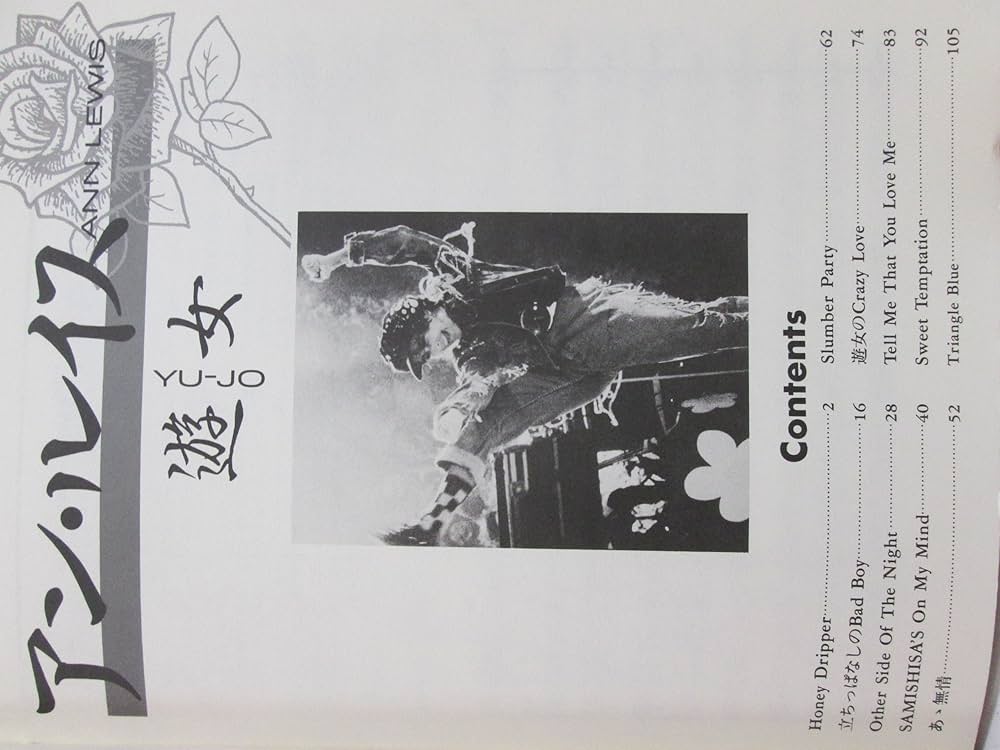 アン・ルイス
ANN LEWIS
遊女
YU-JO
Contents
Honey Dripper 2
立ちっぱなしのBad Boy 16
Other Side Of The Night 28
SAMISHISA'S On My Mind 40
あゝ無情 52
Slumber Party 62
遊女のCrazy Love 74
Tell Me That You Love Me 83
Sweet Temptation 92
Triangle Blue 105